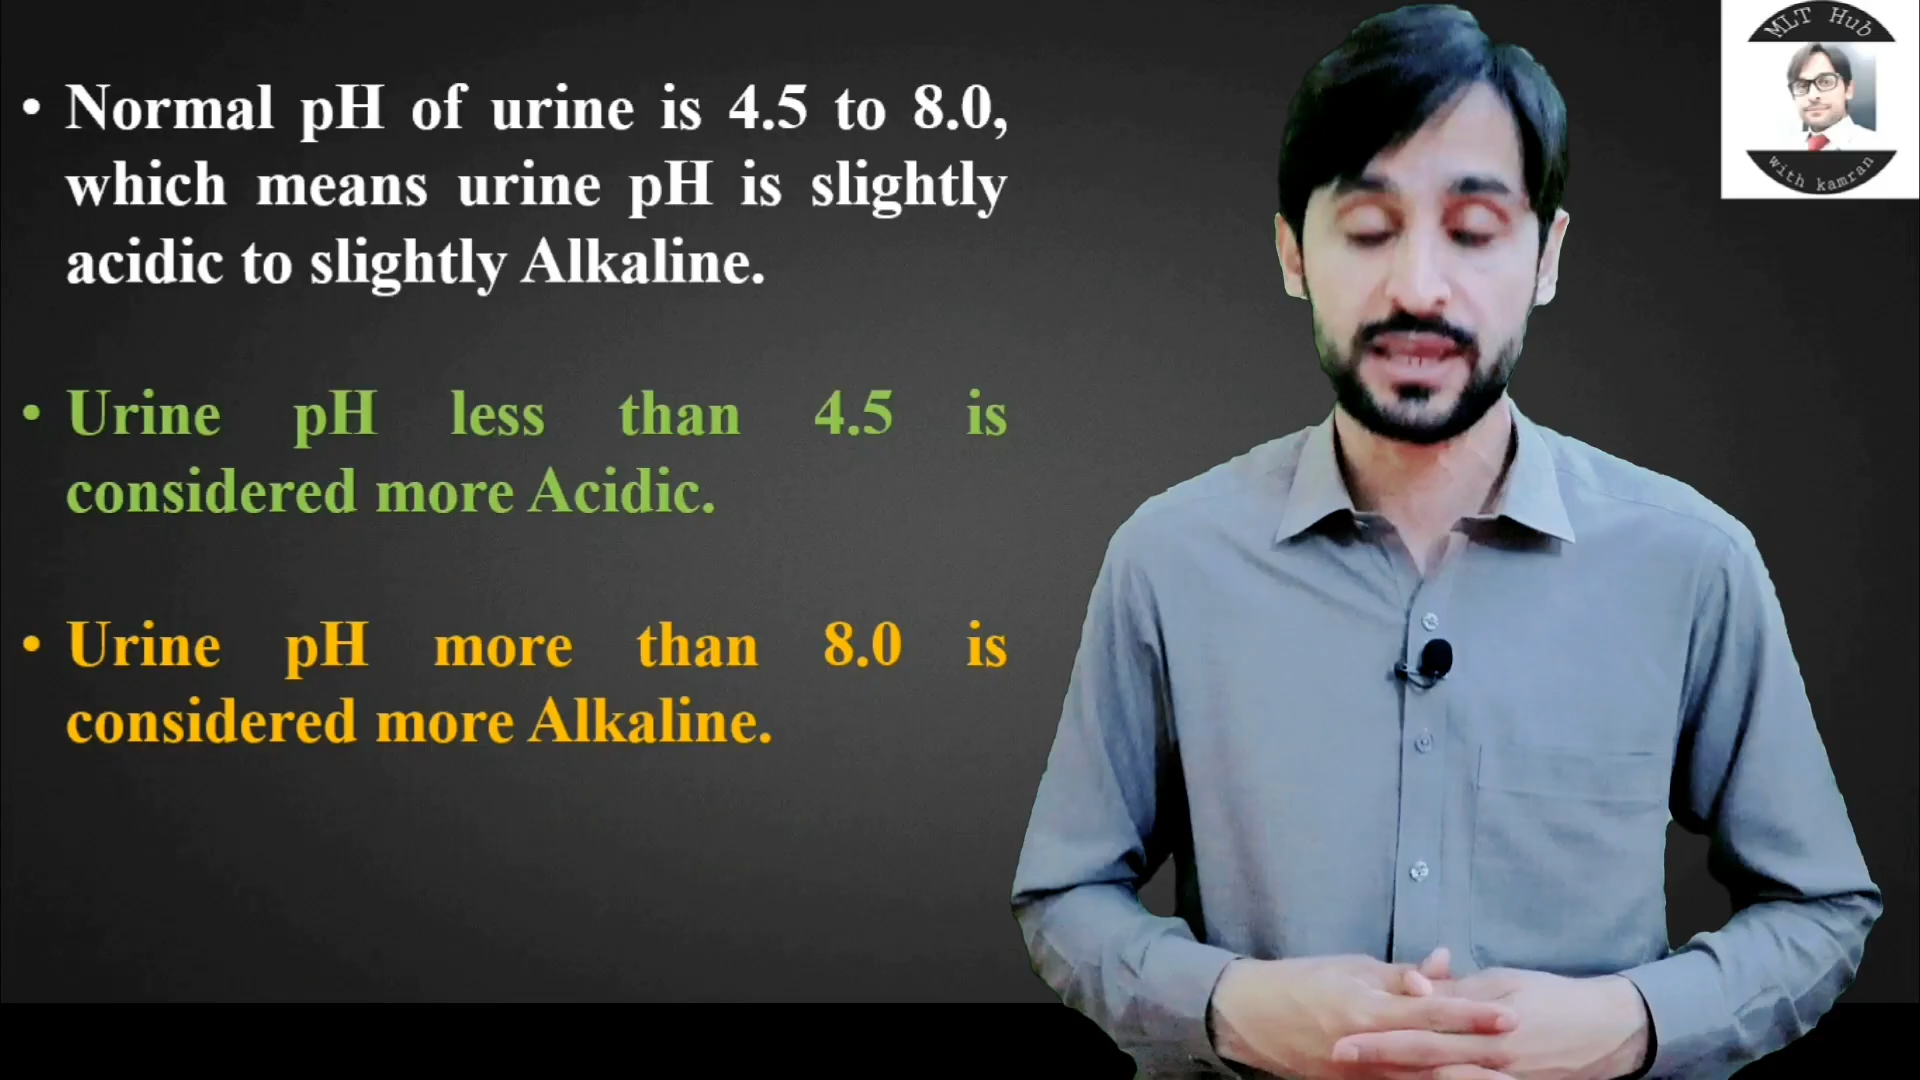 • Normal pH of urine is 4.5 to 8.0,
which means urine pH is slightly
acidic to slightly Alkaline.
• Urine pH less than 4.5 is
considered more Acidic.
• Urine pH more than 8.0 is
considered more Alkaline.
MLT Hub
with kamran